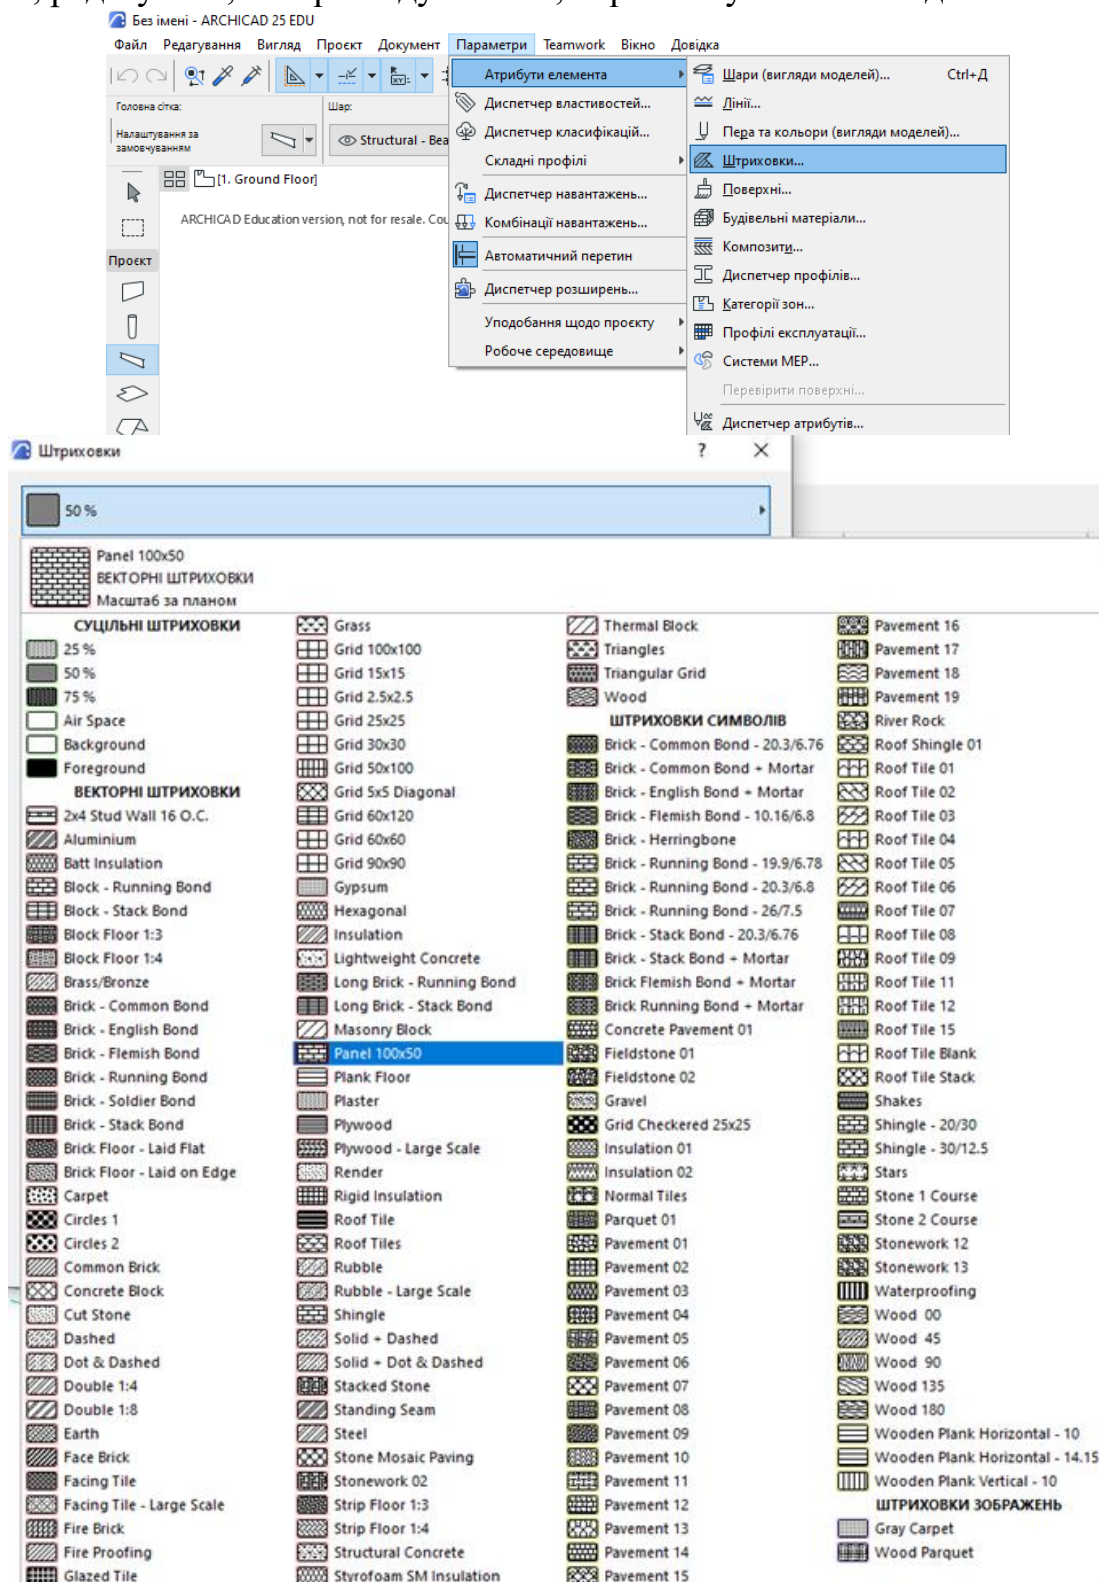 Без імені - ARCHICAD 25 EDU
Файл Редагування Вигляд Проєкт Документ Параметри Teamwork Вікно Довідка
Головна сітка:
Шар:
Налаштування за
замовчуванням
Structural - Bea
[1. Ground Floor]
ARCHICAD Education version, not for resale. Cou
Проєкт
Атрибути елемента
Диспетчер властивостей...
Диспетчер класифікацій...
Складні профілі
Диспетчер навантажень...
Комбінації навантажень...
Автоматичний перетин
Диспетчер розширень...
Уподобання щодо проєкту
Робоче середовище
Шари (вигляди моделей)... Ctrl+Д
Лінії...
Пера та кольори (вигляди моделей)...
Штриховки...
Поверхні...
Будівельні матеріали...
Композити...
Диспетчер профілів...
Категорії зон...
Профілі експлуатації...
Системи MEP...
Перевірити поверхні...
Диспетчер атрибутів...
Штриховки
?
50 %
Panel 100x50
ВЕКТОРНІ ШТРИХОВКИ
Масштаб за планом
СУЦІЛЬНІ ШТРИХОВКИ
25 %
50 %
75 %
Air Space
Background
Foreground
ВЕКТОРНІ ШТРИХОВКИ
2x4 Stud Wall 16 O.C.
Aluminium
Batt Insulation
Block - Running Bond
Block - Stack Bond
Block Floor 1:3
Block Floor 1:4
Brass/Bronze
Brick - Common Bond
Brick - English Bond
Brick - Flemish Bond
Brick - Running Bond
Brick - Soldier Bond
Brick - Stack Bond
Brick Floor - Laid Flat
Brick Floor - Laid on Edge
Carpet
Circles 1
Circles 2
Common Brick
Concrete Block
Cut Stone
Dashed
Dot & Dashed
Double 1:4
Double 1:8
Earth
Face Brick
Facing Tile
Facing Tile - Large Scale
Fire Brick
Fire Proofing
Glazed Tile
Grass
Grid 100x100
Grid 15x15
Grid 2.5x2.5
Grid 25x25
Grid 30x30
Grid 50x100
Grid 5x5 Diagonal
Grid 60x120
Grid 60x60
Grid 90x90
Gypsum
Hexagonal
Insulation
Lightweight Concrete
Long Brick - Running Bond
Long Brick - Stack Bond
Masonry Block
Panel 100x50
Plank Floor
Plaster
Plywood
Plywood - Large Scale
Render
Rigid Insulation
Roof Tile
Roof Tiles
Rubble
Rubble - Large Scale
Shingle
Solid + Dashed
Solid + Dot & Dashed
Stacked Stone
Standing Seam
Steel
Stone Mosaic Paving
Stonework 02
Strip Floor 1:3
Strip Floor 1:4
Structural Concrete
Styrofoam SM Insulation
Thermal Block
Triangles
Triangular Grid
Wood
ШТРИХОВКИ СИМВОЛІВ
Brick - Common Bond - 20.3/6.76
Brick - Common Bond + Mortar
Brick - English Bond + Mortar
Brick - Flemish Bond - 10.16/6.8
Brick - Herringbone
Brick - Running Bond - 19.9/6.78
Brick - Running Bond - 20.3/6.8
Brick - Running Bond - 26/7.5
Brick - Stack Bond - 20.3/6.76
Brick - Stack Bond + Mortar
Brick Flemish Bond + Mortar
Brick Running Bond + Mortar
Concrete Pavement 01
Fieldstone 01
Fieldstone 02
Gravel
Grid Checkered 25x25
Insulation 01
Insulation 02
Normal Tiles
Parquet 01
Pavement 01
Pavement 02
Pavement 03
Pavement 04
Pavement 05
Pavement 06
Pavement 07
Pavement 08
Pavement 09
Pavement 10
Pavement 11
Pavement 12
Pavement 13
Pavement 14
Pavement 15
Pavement 16
Pavement 17
Pavement 18
Pavement 19
River Rock
Roof Shingle 01
Roof Tile 01
Roof Tile 02
Roof Tile 03
Roof Tile 04
Roof Tile 05
Roof Tile 06
Roof Tile 07
Roof Tile 08
Roof Tile 09
Roof Tile 11
Roof Tile 12
Roof Tile 15
Roof Tile Blank
Roof Tile Stack
Shakes
Shingle - 20/30
Shingle - 30/12.5
Stars
Stone 1 Course
Stone 2 Course
Stonework 12
Stonework 13
Waterproofing
Wood 00
Wood 45
Wood 90
Wood 135
Wood 180
Wooden Plank Horizontal - 10
Wooden Plank Horizontal - 14.15
Wooden Plank Vertical - 10
ШТРИХОВКИ ЗОБРАЖЕНЬ
Gray Carpet
Wood Parquet